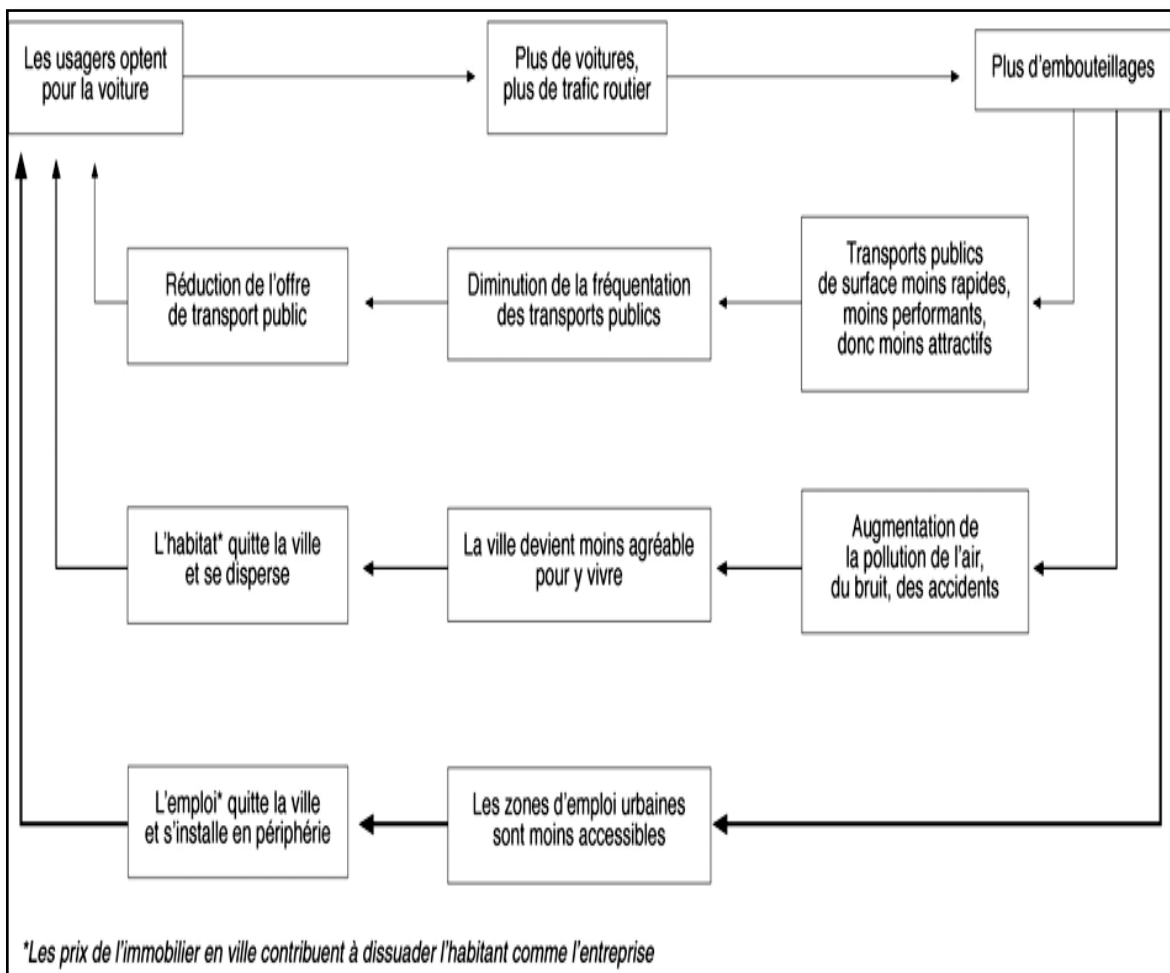 Les usagers optent
pour la voiture
Plus de voitures,
plus de trafic routier
Plus d'embouteillages
Réduction de l'offre
de transport public
Diminution de la fréquentation
des transports publics
Transports publics
de surface moins rapides,
moins performants,
donc moins attractifs
L'habitat* quitte la ville
et se disperse
La ville devient moins agréable
pour y vivre
Augmentation de
la pollution de l'air,
du bruit, des accidents
L'emploi* quitte la ville
et s'installe en périphérie
Les zones d'emploi urbaines
sont moins accessibles
*Les prix de l'immobilier en ville contribuent à dissuader l'habitant comme l'entreprise